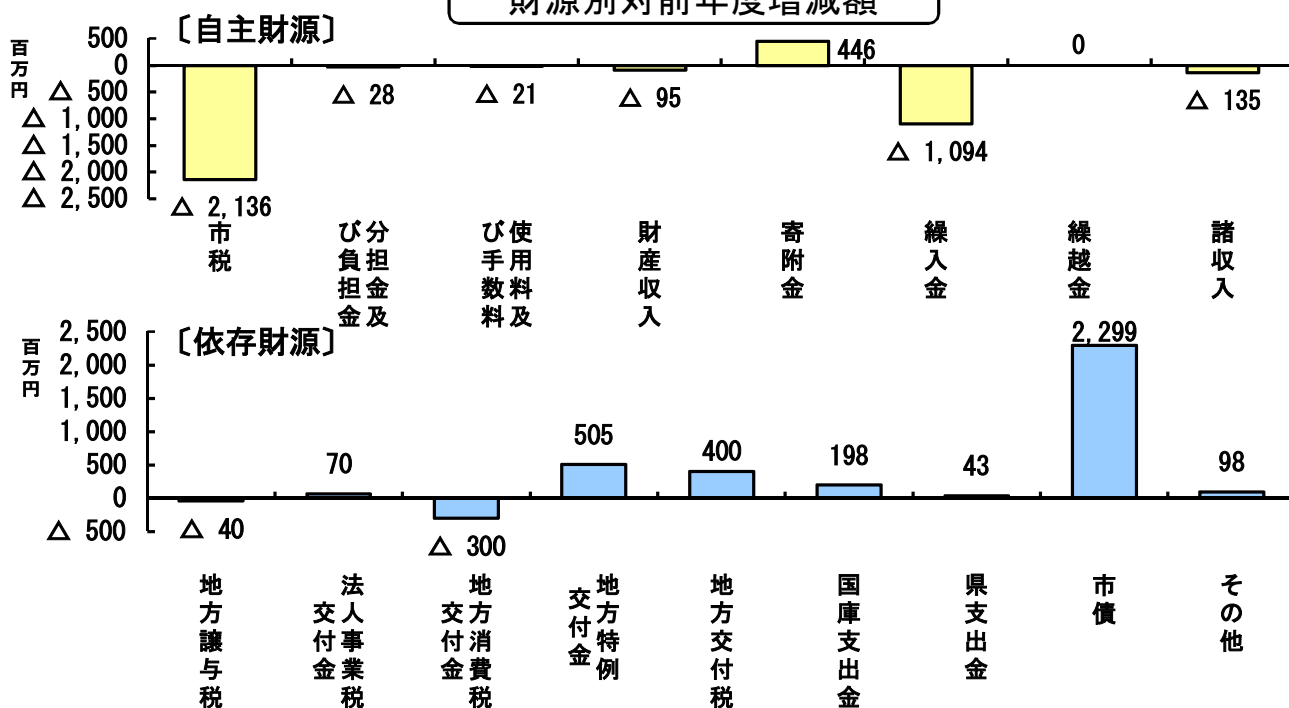 財源別対前年度増減額
〔自主財源〕
百万円
500
0
△ 500
△ 1,000
△ 1,500
△ 2,000
△ 2,500
△ 2,136
△ 28
△ 21
△ 95
446
△ 1,094
0
△ 135
市税
分担金及
び負担金
使用料及
び手数料
財産収入
寄附金
繰入金
繰越金
諸収入
〔依存財源〕
百万円
2,500
2,000
1,500
1,000
500
0
△ 500
△ 40
70
△ 300
505
400
198
43
2,299
98
地方譲与税
法人事業税
交付金
地方消費税
交付金
地方特例
交付金
地方交付税
国庫支出金
県支出金
市債
その他